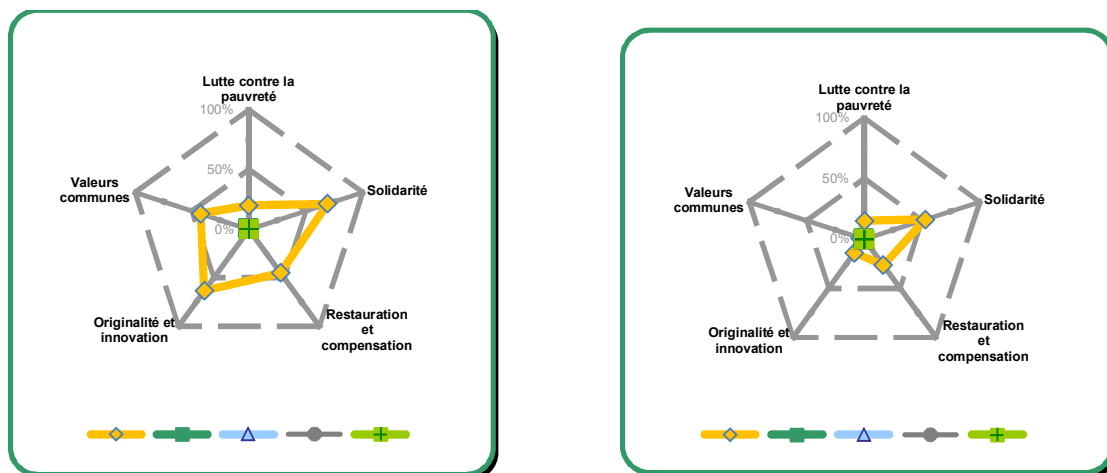 Lutte contre la
pauvreté
100%
Valeurs
communes
50%
Solidarité
0%
Originalité et
innovation
Restauration
et
compensation
Lutte contre la
pauvreté
100%
Valeurs
communes
50%
Solidarité
0%
Originalité et
innovation
Restauration
et
compensation